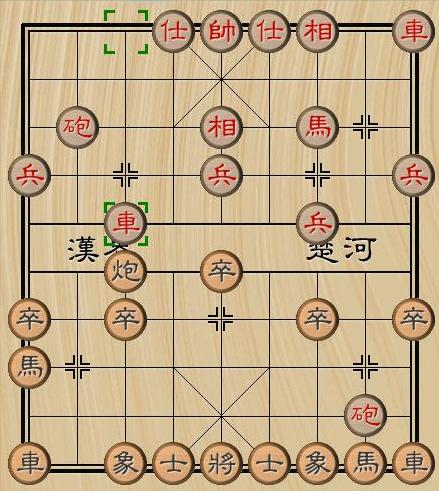 仕帥仕相車
砲相馬
兵兵兵
車兵
漢楚河
炮卒
卒卒卒卒
馬
砲
車象士將士象馬車